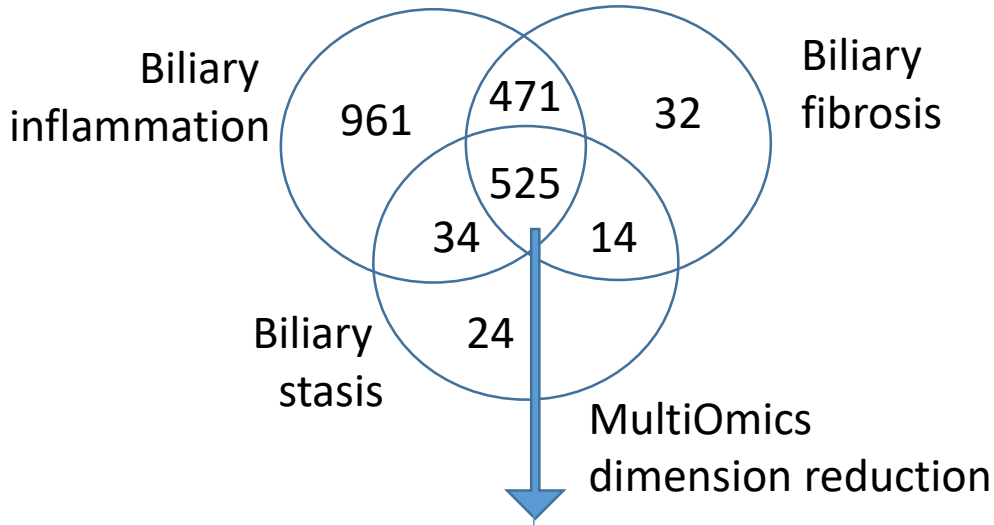 Biliary
inflammation
961
471
32
Biliary
fibrosis
525
34
14
Biliary
stasis
24
MultiOmics
dimension reduction